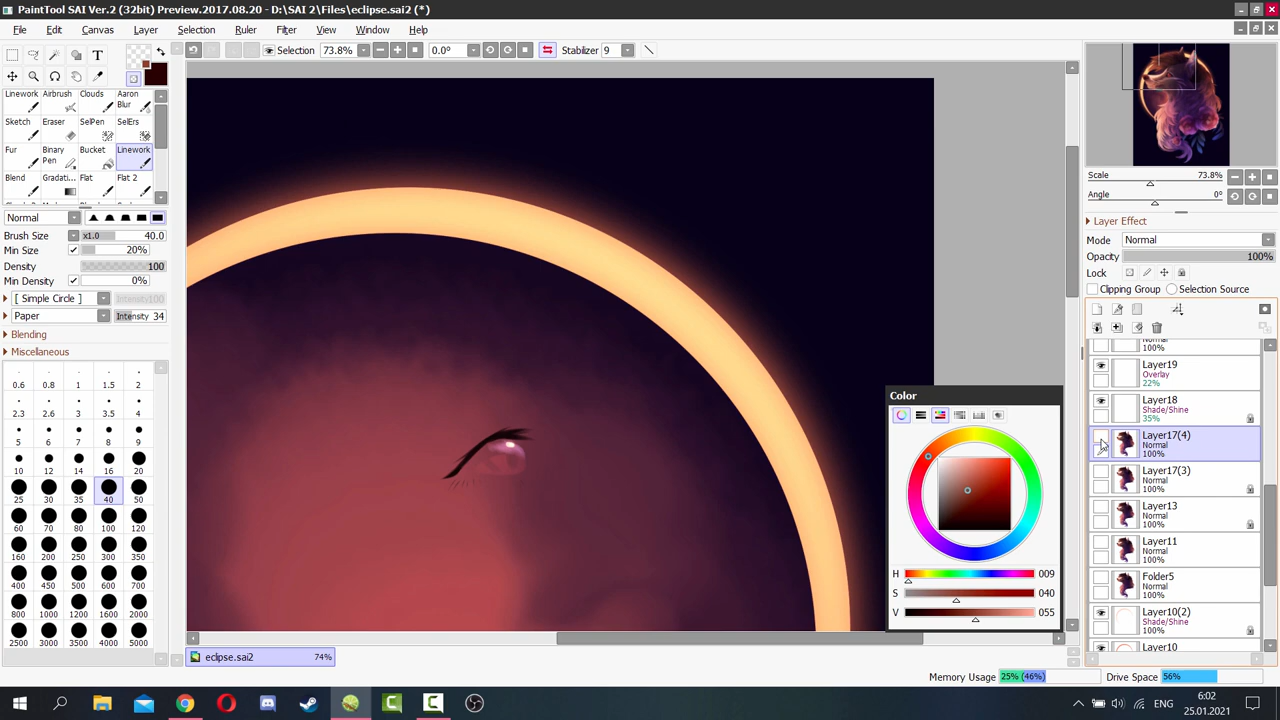 PaintTool SAI Ver.2 (32bit) Preview.2017.08.20 - D:\SAI 2\Files\eclipse.sai2 (*)
File Edit Canvas Layer Selection Ruler Filter View Window Help
Selection 73.8% 0.0° Stabilizer 9
T
Linework Airbrush Clouds Aaron Blur
Sketch Eraser SelPen SelErs
Fur Binary Pen Bucket Linework
Blend Gradati... Flat Flat 2
Normal
Brush Size x1.0 40.0
Min Size 20%
Density 100
Min Density 0%
[ Simple Circle ] Intensity100
Paper Intensity 34
Blending
Miscellaneous
0.6 0.8 1 1.5 2
2.3 2.6 3 3.5 4
5 6 7 8 9
10 12 14 16 20
25 30 35 40 50
60 70 80 100 120
160 200 250 300 350
400 450 500 600 700
800 1000 1200 1600 2000
2500 3000 3500 4000 5000
Scale 73.8%
Angle 0°
Layer Effect
Mode Normal
Opacity 100%
Lock
Clipping Group Selection Source
Normal
100%
Layer19
Overlay
22%
Layer18
Shade/Shine
35%
Layer17(4)
Normal
100%
Layer17(3)
Normal
100%
Layer13
Normal
100%
Layer11
Normal
100%
Folder5
Normal
100%
Layer10(2)
Shade/Shine
100%
Layer10
Color
H 009
S 040
V 055
eclipse.sai2 74%
Memory Usage 25% (46%) Drive Space 56%
ENG
6:02
25.01.2021